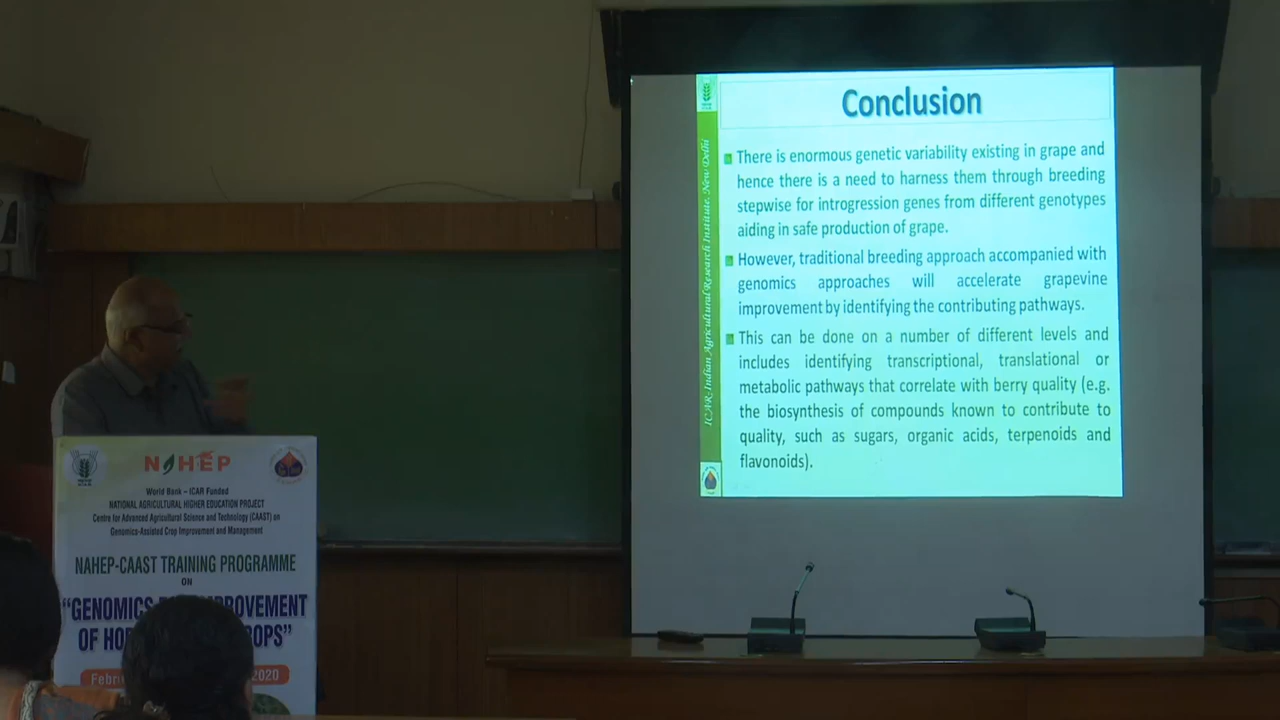 Conclusion
There is enormous genetic variability existing in grape and
hence there is a need to harness them through breeding
stepwise for introgression genes from different genotypes
aiding in safe production of grape.
However, traditional breeding approach accompanied with
genomics approaches will accelerate grapevine
improvement by identifying the contributing pathways.
This can be done on a number of different levels and
includes identifying transcriptional, translational or
metabolic pathways that correlate with berry quality (e.g.
the biosynthesis of compounds known to contribute to
quality, such as sugars, organic acids, terpenoids and
flavonoids).
ICAR-Indian Agricultural Research Institute, New Delhi
NAHEP
World Bank – ICAR Funded
NATIONAL AGRICULTURAL HIGHER EDUCATION PROJECT
Centre for Advanced Agricultural Science and Technology (CAAST) on
Genomics-Assisted Crop Improvement and Management
NAHEP-CAAST TRAINING PROGRAMME
ON
"GENOMICS
OF
2020